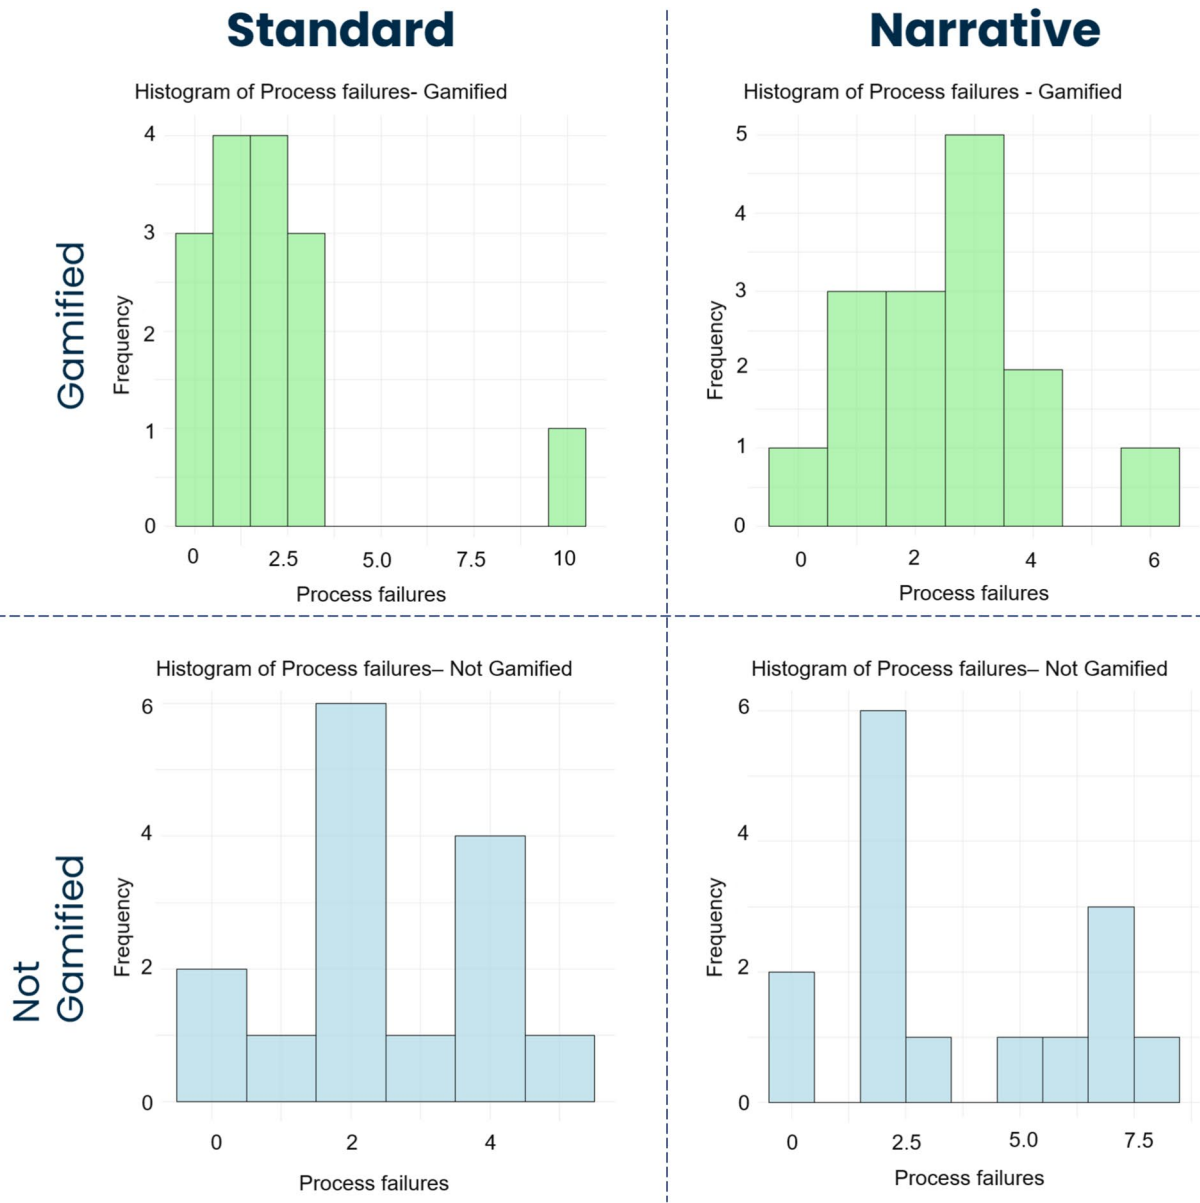 Standard
Narrative
Histogram of Process failures- Gamified
4
3
2
1
0
Frequency
0 2.5 5.0 7.5 10
Process failures
Histogram of Process failures - Gamified
5
4
3
2
1
0
Frequency
0 2 4 6
Process failures
Gamified
Histogram of Process failures– Not Gamified
6
4
2
0
Frequency
0 2 4
Process failures
Histogram of Process failures– Not Gamified
6
4
2
0
Frequency
0 2.5 5.0 7.5
Process failures
Not
Gamified